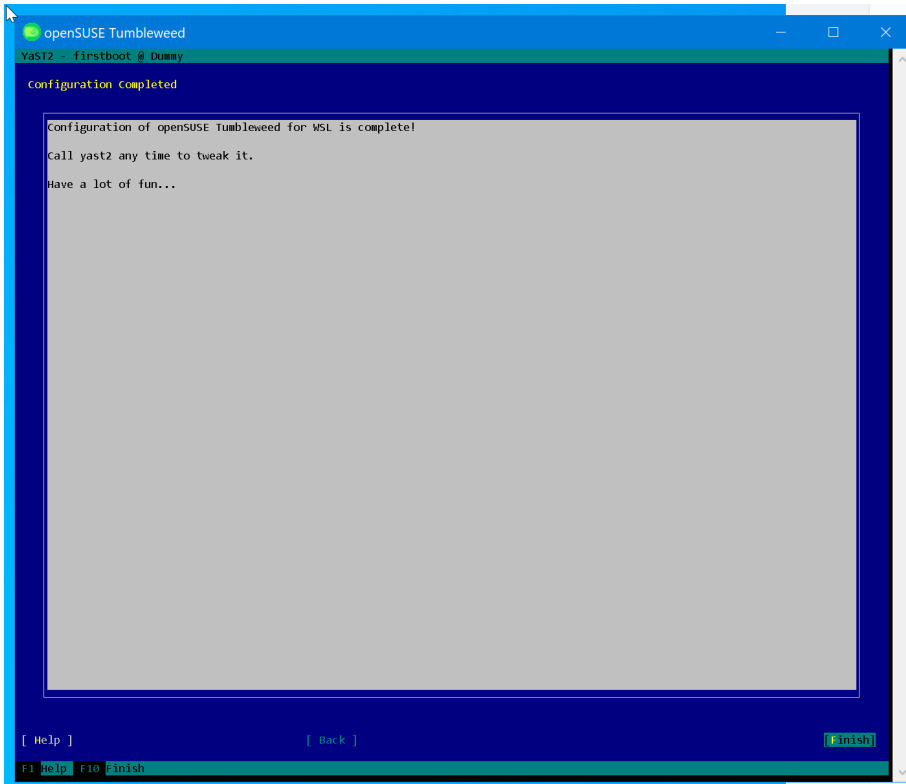 openSUSE Tumbleweed
YaST2 - firstboot @ Dummy
Configuration Completed
Configuration of openSUSE Tumbleweed for WSL is complete!
Call yast2 any time to tweak it.
Have a lot of fun...
[ Help ] [ Back ] [Finish]
F1 Help F10 Finish